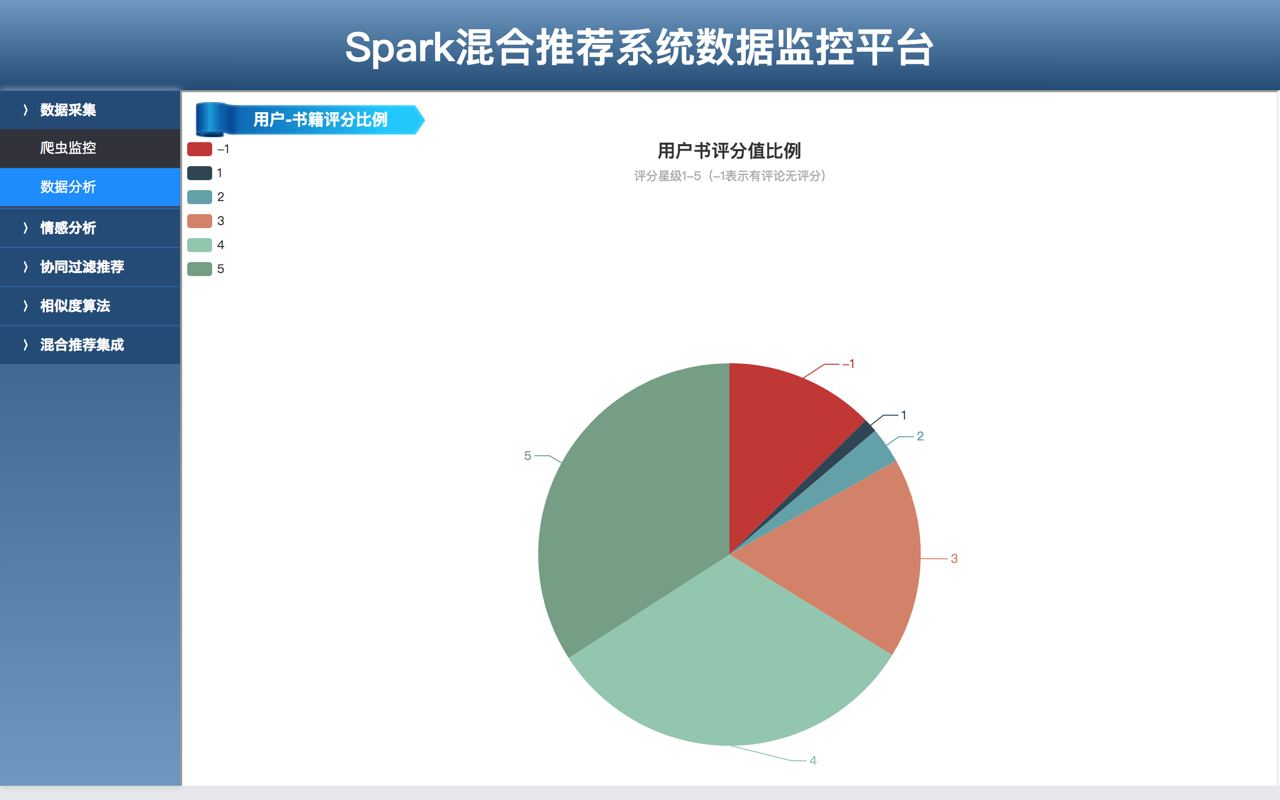 Spark混合推荐系统数据监控平台
〉 数据采集
爬虫监控
数据分析
〉 情感分析
〉 协同过滤推荐
〉 相似度算法
〉 混合推荐集成
用户-书籍评分比例
-1
1
2
3
4
5
用户书评分值比例
评分星级1-5（-1表示有评论无评分）
-1
1
2
5
3
4